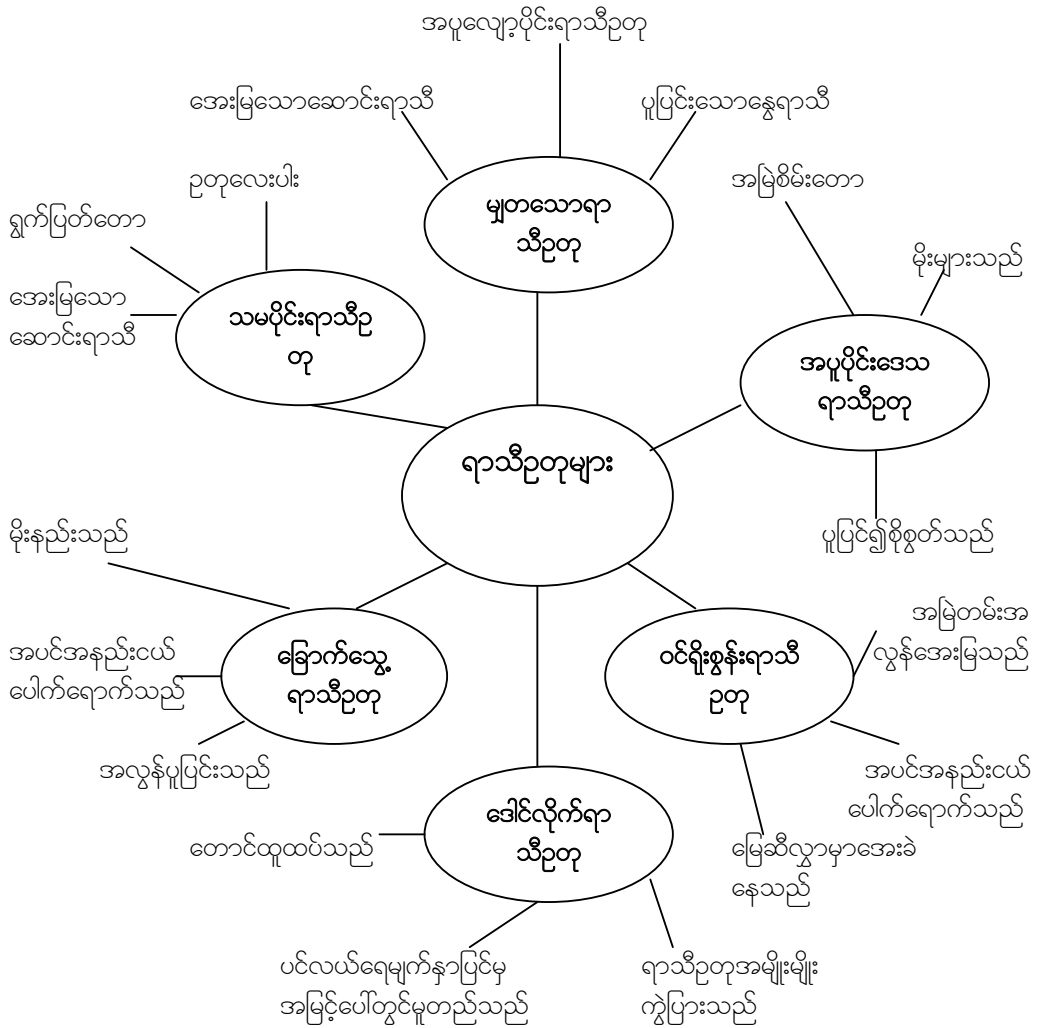 အပူလျော့ပိုင်းရာသီဥတု
အေးမြသောဆောင်းရာသီ
ပူပြင်းသောနွေရာသီ
ဥတုလေးပါး
အမြဲစိမ်းတော
ရွက်ပြတ်တော
မျှတသောရာ
သီဥတု
မိုးများသည်
အေးမြသော
ဆောင်းရာသီ
သမပိုင်းရာသီဥ
တု
အပူပိုင်းဒေသ
ရာသီဥတု
ရာသီဥတုများ
မိုးနည်းသည်
ပူပြင်၍စိုစွတ်သည်
အပင်အနည်းငယ်
ပေါက်ရောက်သည်
ခြောက်သွေ့
ရာသီဥတု
ဝင်ရိုးစွန်းရာသီ
ဥတု
အမြဲတမ်းအ
လွန်အေးမြသည်
အလွန်ပူပြင်းသည်
အပင်အနည်းငယ်
ပေါက်ရောက်သည်
တောင်ထူထပ်သည်
ဒေါင်လိုက်ရာ
သီဥတု
မြေဆီလွှာမှာအေးခဲ
နေသည်
ပင်လယ်ရေမျက်နှာပြင်မှ
အမြင့်ပေါ်တွင်မူတည်သည်
ရာသီဥတုအမျိုးမျိုး
ကွဲပြားသည်